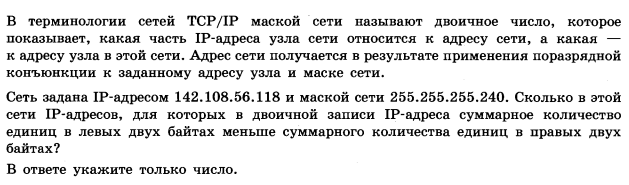 В терминологии сетей TCP/IP маской сети называют двоичное число, которое
показывает, какая часть IP-адреса узла сети относится к адресу сети, а какая —
к адресу узла в этой сети. Адрес сети получается в результате применения поразрядной
конъюнкции к заданному адресу узла и маске сети.
Сеть задана IP-адресом 142.108.56.118 и маской сети 255.255.255.240. Сколько в этой
сети IP-адресов, для которых в двоичной записи IP-адреса суммарное количество
единиц в левых двух байтах меньше суммарного количества единиц в правых двух
байтах?
В ответе укажите только число.